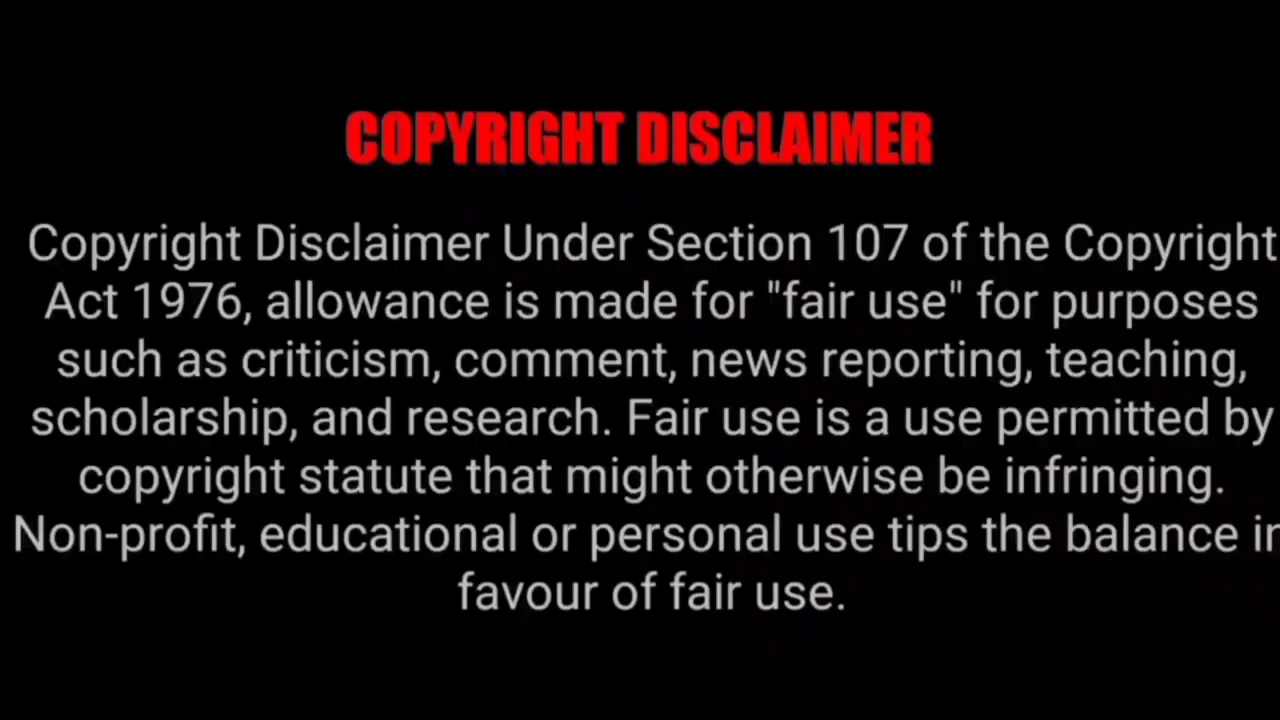 COPYRIGHT DISCLAIMER
Copyright Disclaimer Under Section 107 of the Copyright
Act 1976, allowance is made for "fair use" for purposes
such as criticism, comment, news reporting, teaching,
scholarship, and research. Fair use is a use permitted by
copyright statute that might otherwise be infringing.
Non-profit, educational or personal use tips the balance in
favour of fair use.